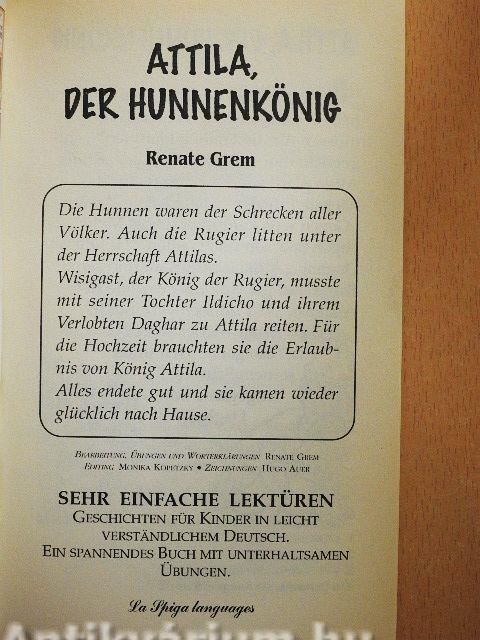 ATTILA,
DER HUNNENKÖNIG
Renate Grem
Die Hunnen waren der Schrecken aller
Völker. Auch die Rugier litten unter
der Herrschaft Attilas.
Wisigast, der König der Rugier, musste
mit seiner Tochter Ildicho und ihrem
Verlobten Daghar zu Attila reiten. Für
die Hochzeit brauchten sie die Erlaub-
nis von König Attila.
Alles endete gut und sie kamen wieder
glücklich nach Hause.
BEARBEITUNG, ÜBUNGEN UND WORTERKLÄRUNGEN RENATE GREM
EDITING MONIKA KOPETZKY • ZEICHNUNGEN HUGO AUER
SEHR EINFACHE LEKTÜREN
GESCHICHTEN FÜR KINDER IN LEICHT
VERSTÄNDLICHEM DEUTSCH.
EIN SPANNENDES BUCH MIT UNTERHALTSAMEN
ÜBUNGEN.
La Spiga languages
Antikvárium.hu